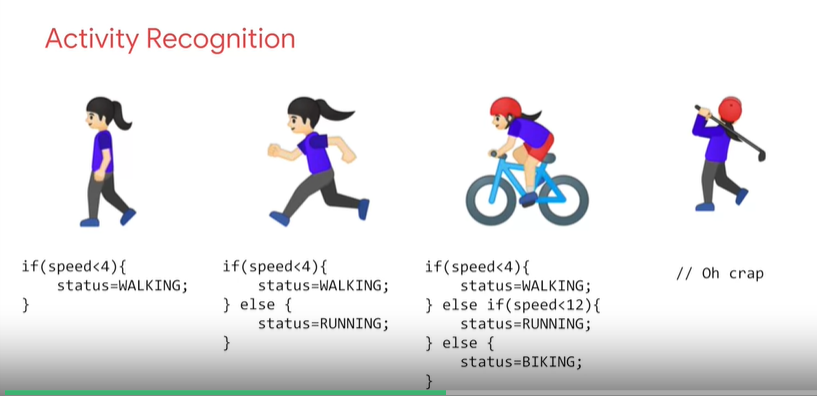 Activity Recognition
if(speed<4){
    status=WALKING;
}
if(speed<4){
    status=WALKING;
} else {
    status=RUNNING;
}
if(speed<4){
    status=WALKING;
} else if(speed<12){
    status=RUNNING;
} else {
    status=BIKING;
}
// Oh crap